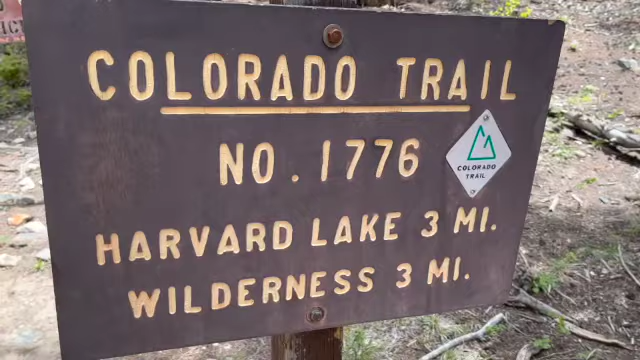 COLORADO TRAIL
NO. 1776
COLORADO
TRAIL
HARVARD LAKE 3 MI.
WILDERNESS 3 MI.